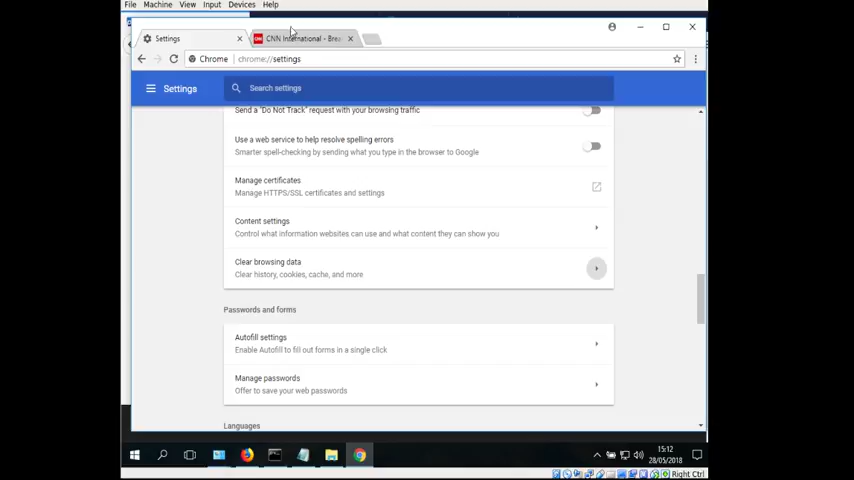 File Machine View Input Devices Help
Settings
CNN International - Brea
Chrome chrome://settings
Settings
Search settings
Send a "Do Not Track" request with your browsing traffic
Use a web service to help resolve spelling errors
Smarter spell-checking by sending what you type in the browser to Google
Manage certificates
Manage HTTPS/SSL certificates and settings
Content settings
Control what information websites can use and what content they can show you
Clear browsing data
Clear history, cookies, cache, and more
Passwords and forms
Autofill settings
Enable Autofill to fill out forms in a single click
Manage passwords
Offer to save your web passwords
Languages
15:12
28/05/2018
Right Ctrl